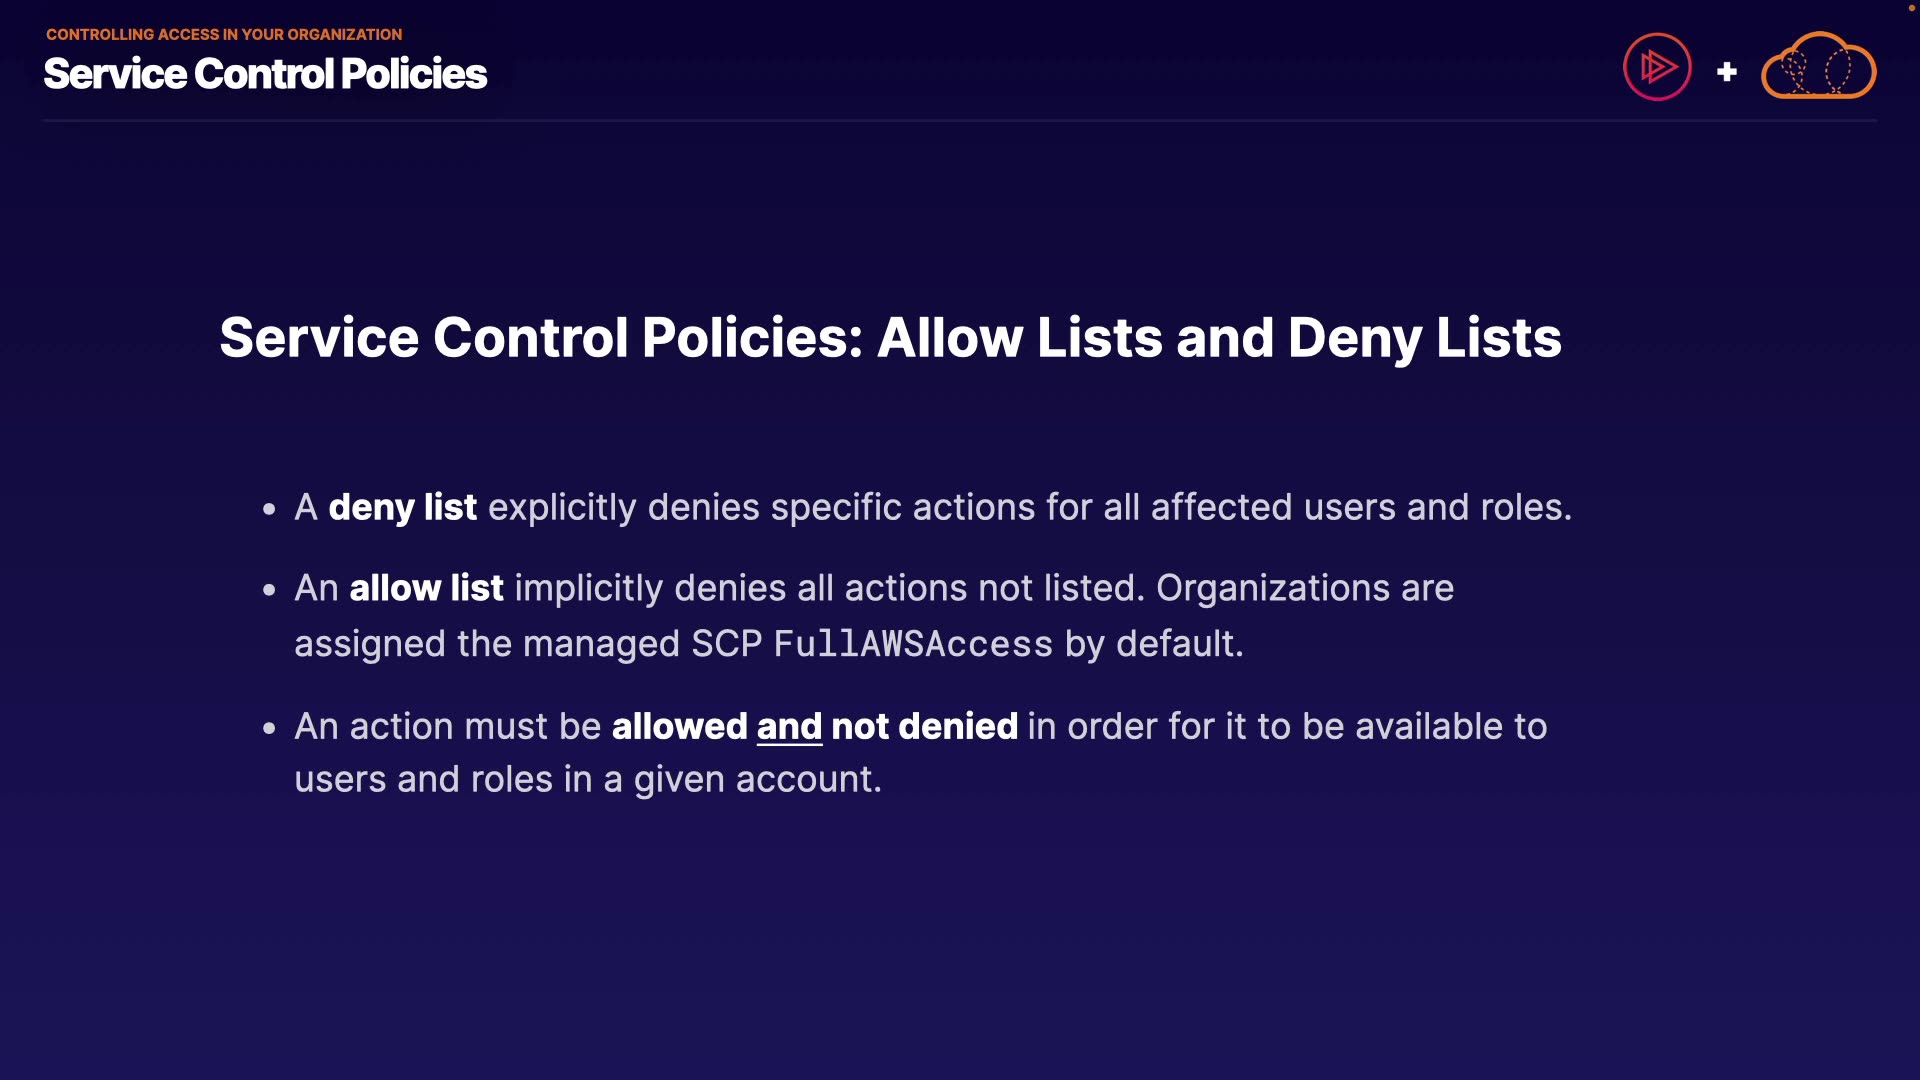 CONTROLLING ACCESS IN YOUR ORGANIZATION
Service Control Policies
Service Control Policies: Allow Lists and Deny Lists
• A deny list explicitly denies specific actions for all affected users and roles.
• An allow list implicitly denies all actions not listed. Organizations are
assigned the managed SCP FullAWSAccess by default.
• An action must be allowed and not denied in order for it to be available to
users and roles in a given account.